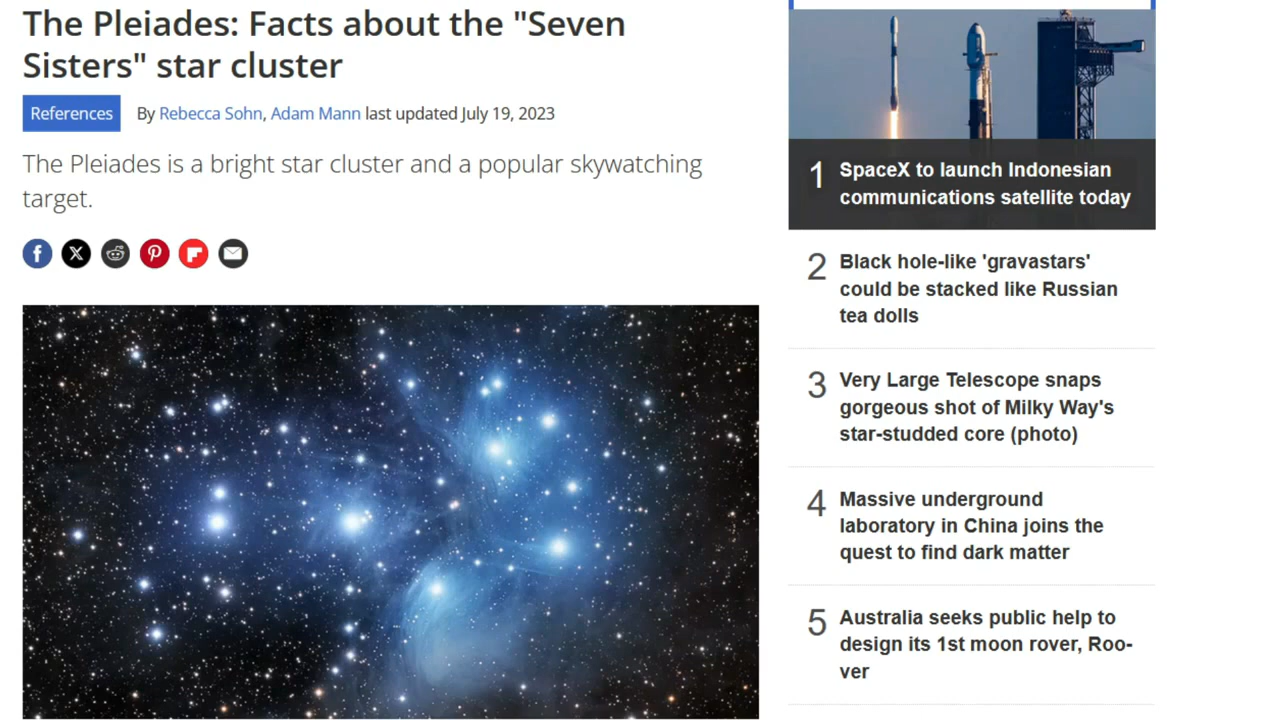 The Pleiades: Facts about the "Seven
Sisters" star cluster
References
By Rebecca Sohn, Adam Mann last updated July 19, 2023
The Pleiades is a bright star cluster and a popular skywatching
target.
1
SpaceX to launch Indonesian
communications satellite today
2
Black hole-like 'gravastars'
could be stacked like Russian
tea dolls
3
Very Large Telescope snaps
gorgeous shot of Milky Way's
star-studded core (photo)
4
Massive underground
laboratory in China joins the
quest to find dark matter
5
Australia seeks public help to
design its 1st moon rover, Roo-
ver